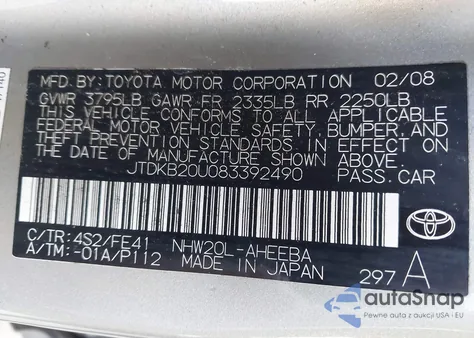 MFD. BY: TOYOTA MOTOR CORPORATION 02/08
GVWR 3795LB GAWR FR 2335LB RR 2250LB
THIS VEHICLE CONFORMS TO ALL APPLICABLE
FEDERAL MOTOR VEHICLE SAFETY, BUMPER, AND
THEFT PREVENTION STANDARDS IN EFFECT ON
THE DATE OF MANUFACTURE SHOWN ABOVE.
JTDKB20U083392490 PASS.CAR
C/TR: 4S2/FE41 NHW20L-AHEEBA
A/TM: -01A/P112 MADE IN JAPAN 297 A
TOYOTA
autoSnap
Pewne auta z USA - EU